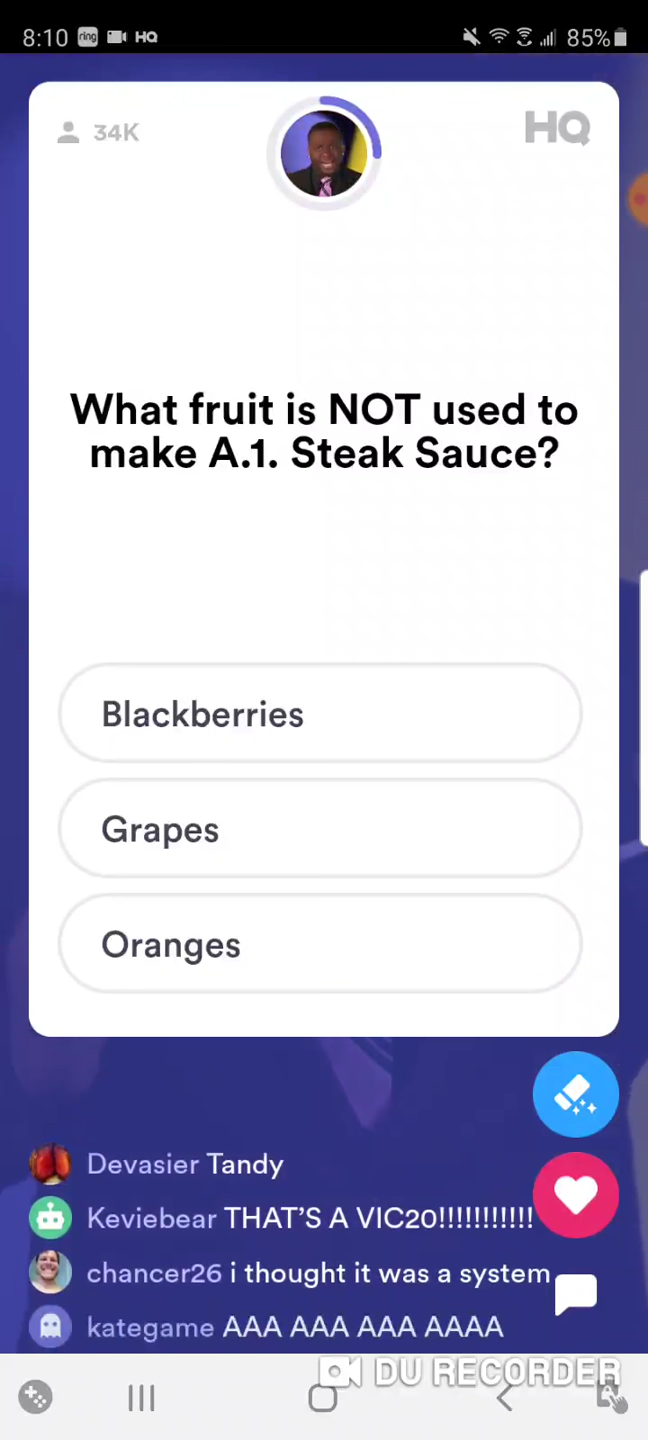 8:10 ring HQ 85%
34K HQ
What fruit is NOT used to
make A.1. Steak Sauce?
Blackberries
Grapes
Oranges
Devasier Tandy
Keviebear THAT'S A VIC20!!!!!!!!!!!
chancer26 i thought it was a system
kategame AAA AAA AAA AAAA
DU RECORDER